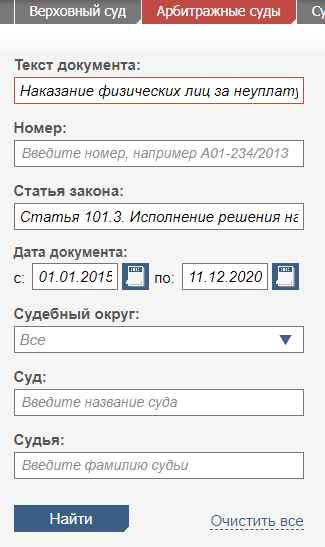 Верховный суд Арбитражные суды
Текст документа:
Наказание физических лиц за неуплату
Номер:
Введите номер, например А01-234/2013
Статья закона:
Статья 101.3. Исполнение решения
Дата документа:
с: 01.01.2015 по: 11.12.2020
Судебный округ:
Все
Суд:
Введите название суда
Судья:
Введите фамилию судьи
Найти Очистить все